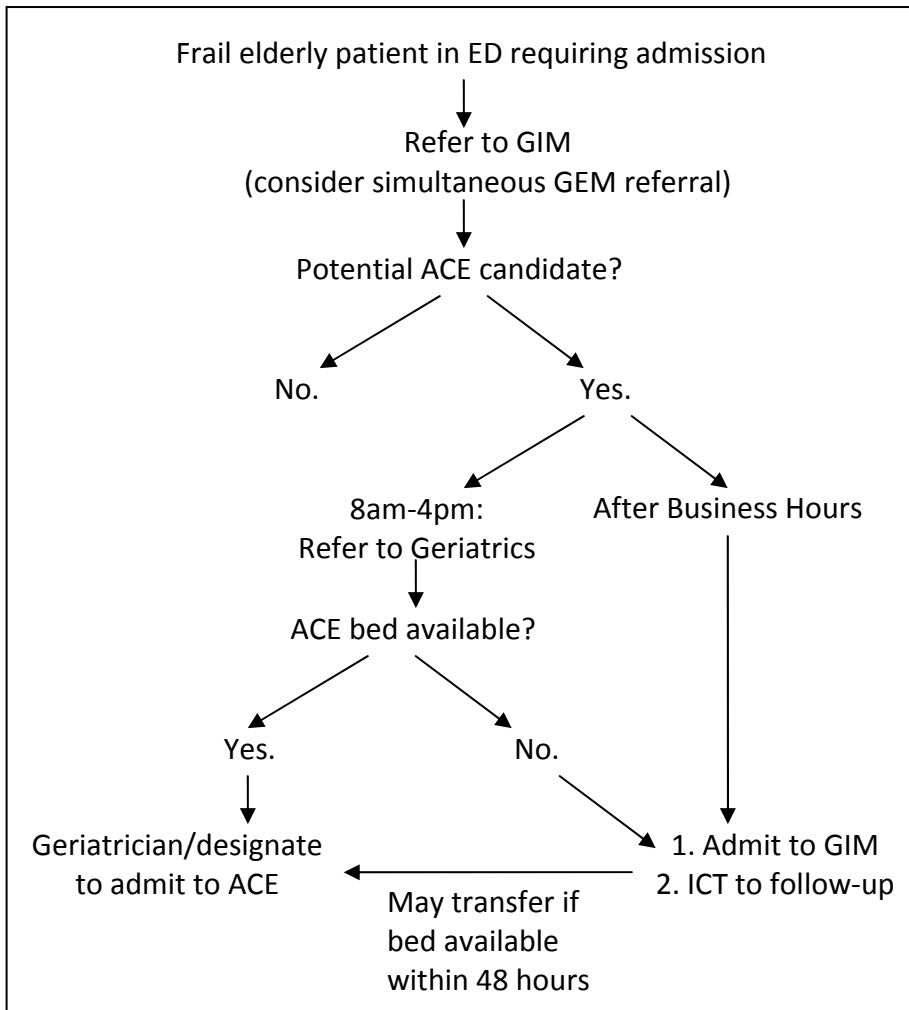 Frail elderly patient in ED requiring admission
Refer to GIM
(consider simultaneous GEM referral)
Potential ACE candidate?
No.
Yes.
8am-4pm:
Refer to Geriatrics
After Business Hours
ACE bed available?
Yes.
No.
Geriatrician/designate
to admit to ACE
1. Admit to GIM
2. ICT to follow-up
May transfer if
bed available
within 48 hours